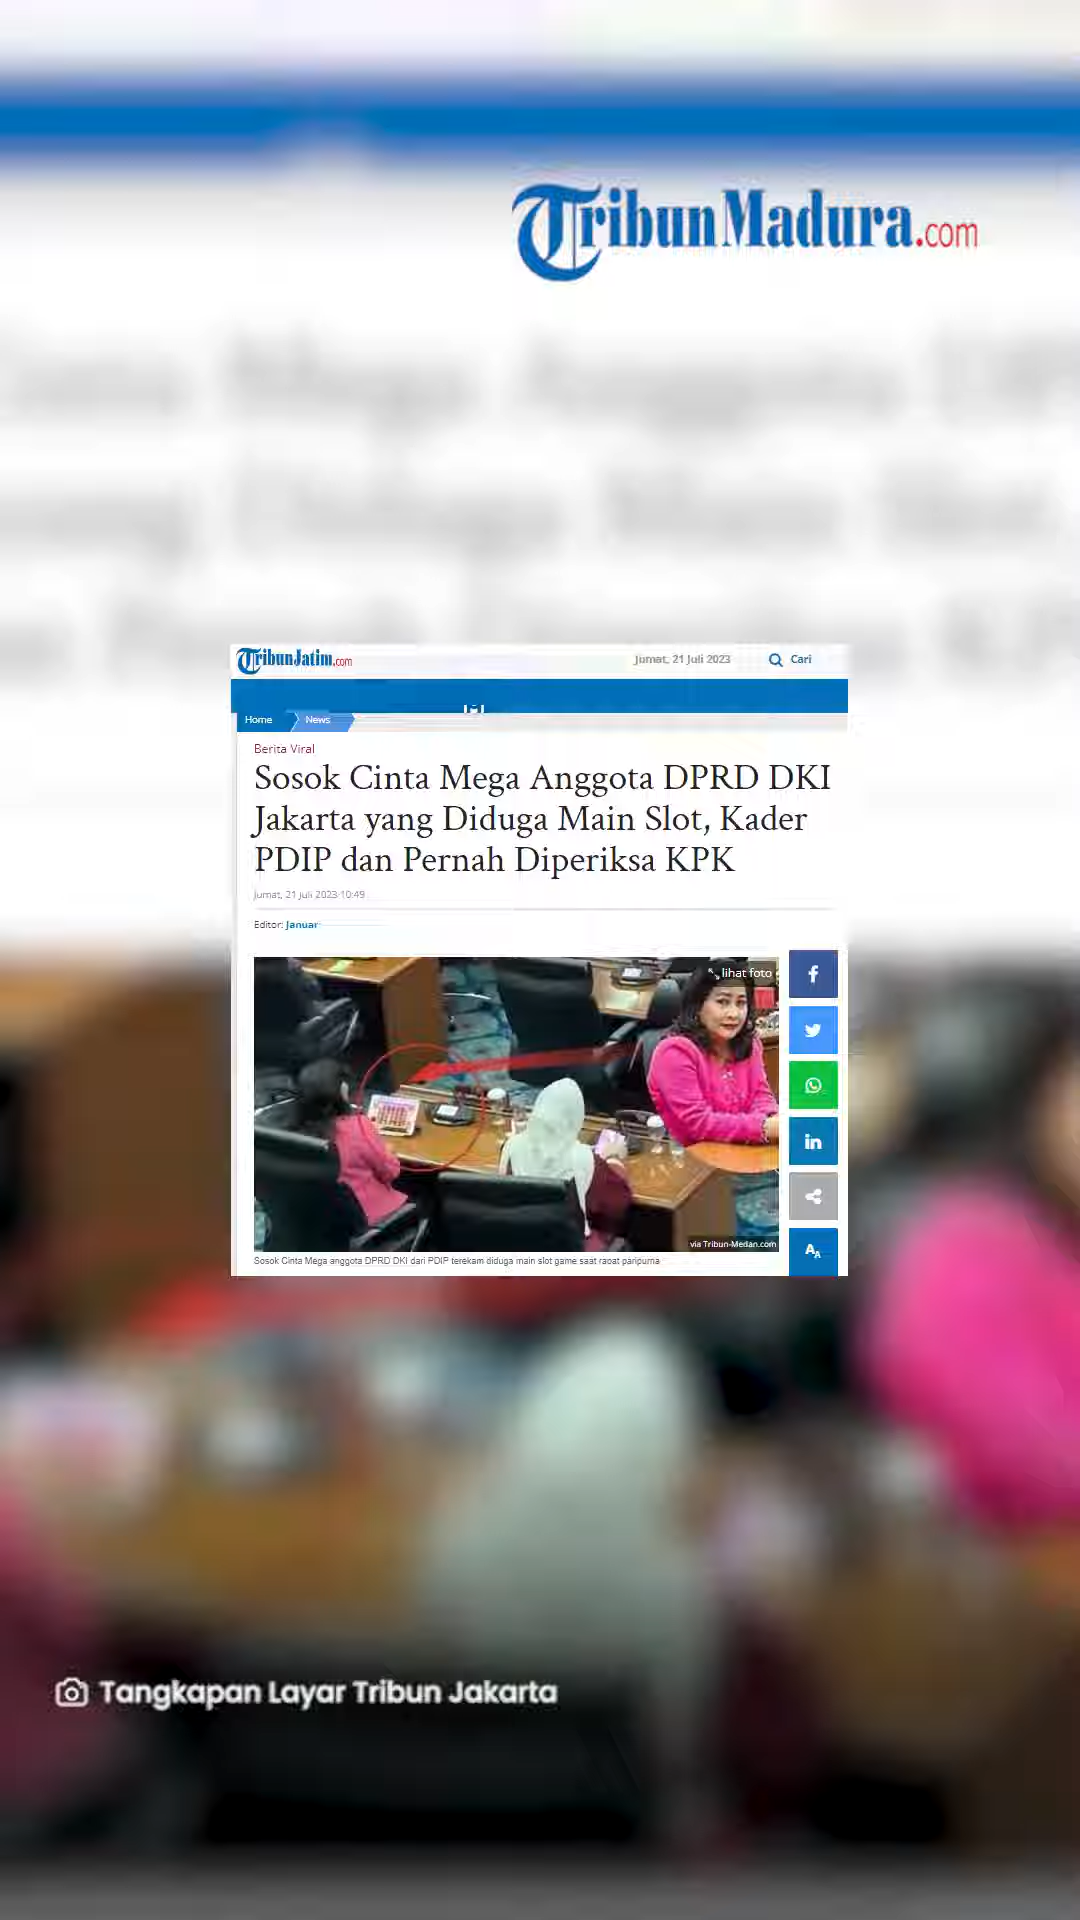 TribunMadura.com
TribunJatim.com
Jumat, 21 Juli 2023
Cari
Home
News
Berita Viral
Sosok Cinta Mega Anggota DPRD DKI
Jakarta yang Diduga Main Slot, Kader
PDIP dan Pernah Diperiksa KPK
Jumat, 21 Juli 2023 10:49
Editor: Januar
lihat foto
via Tribun-Medan.com
Sosok Cinta Mega anggota DPRD DKI dari PDIP terekam diduga main slot game saat rapat paripurna
Tangkapan Layar Tribun Jakarta